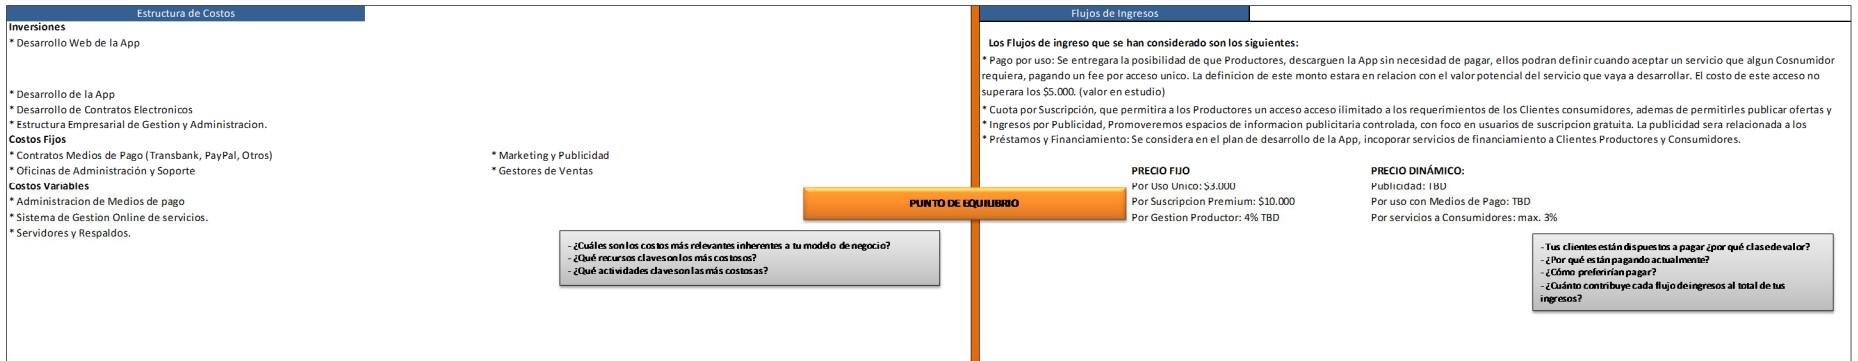 Estructura de Costos
Inversiones
* Desarrollo Web de la App
* Desarrollo de la App
* Desarrollo de Contratos Electronicos
* Estructura Empresarial de Gestion y Administracion.
Costos Fijos
* Contratos Medios de Pago (Transbank, PayPal, Otros)
* Marketing y Publicidad
* Oficinas de Administración y Soporte
* Gestores de Ventas
Costos Variables
* Administracion de Medios de pago
* Sistema de Gestion Online de servicios.
* Servidores y Respaldos.
- ¿Cuáles son los costos más relevantes inherentes a tu modelo de negocio?
- ¿Qué recursos clave son los más costosos?
- ¿Qué actividades clave son las más costosas?
PUNTO DE EQUILIBRIO
Flujos de Ingresos
Los Flujos de ingreso que se han considerado son los siguientes:
* Pago por uso: Se entregara la posibilidad de que Productores, descarguen la App sin necesidad de pagar, ellos podran definir cuando aceptar un servicio que algun Cosnumidor
requiera, pagando un fee por acceso unico. La definicion de este monto estara en relacion con el valor potencial del servicio que vaya a desarrollar. El costo de este acceso no
superara los $5.000. (valor en estudio)
* Cuota por Suscripción, que permitira a los Productores un acceso acceso ilimitado a los requerimientos de los Clientes consumidores, ademas de permitirles publicar ofertas y
* Ingresos por Publicidad, Promoveremos espacios de informacion publicitaria controlada, con foco en usuarios de suscripcion gratuita. La publicidad sera relacionada a los
* Préstamos y Financiamiento: Se considera en el plan de desarrollo de la App, incoporar servicios de financiamiento a Clientes Productores y Consumidores.
PRECIO FIJO
Por Uso Unico: $3.000
Por Suscripcion Premium: $10.000
Por Gestion Productor: 4% TBD
PRECIO DINÁMICO:
Publicidad: TBD
Por uso con Medios de Pago: TBD
Por servicios a Consumidores: max. 3%
- Tus clientes están dispuestos a pagar ¿por qué clase de valor?
- ¿Por qué están pagando actualmente?
- ¿Cómo preferirían pagar?
- ¿Cuánto contribuye cada flujo de ingresos al total de tus
ingresos?